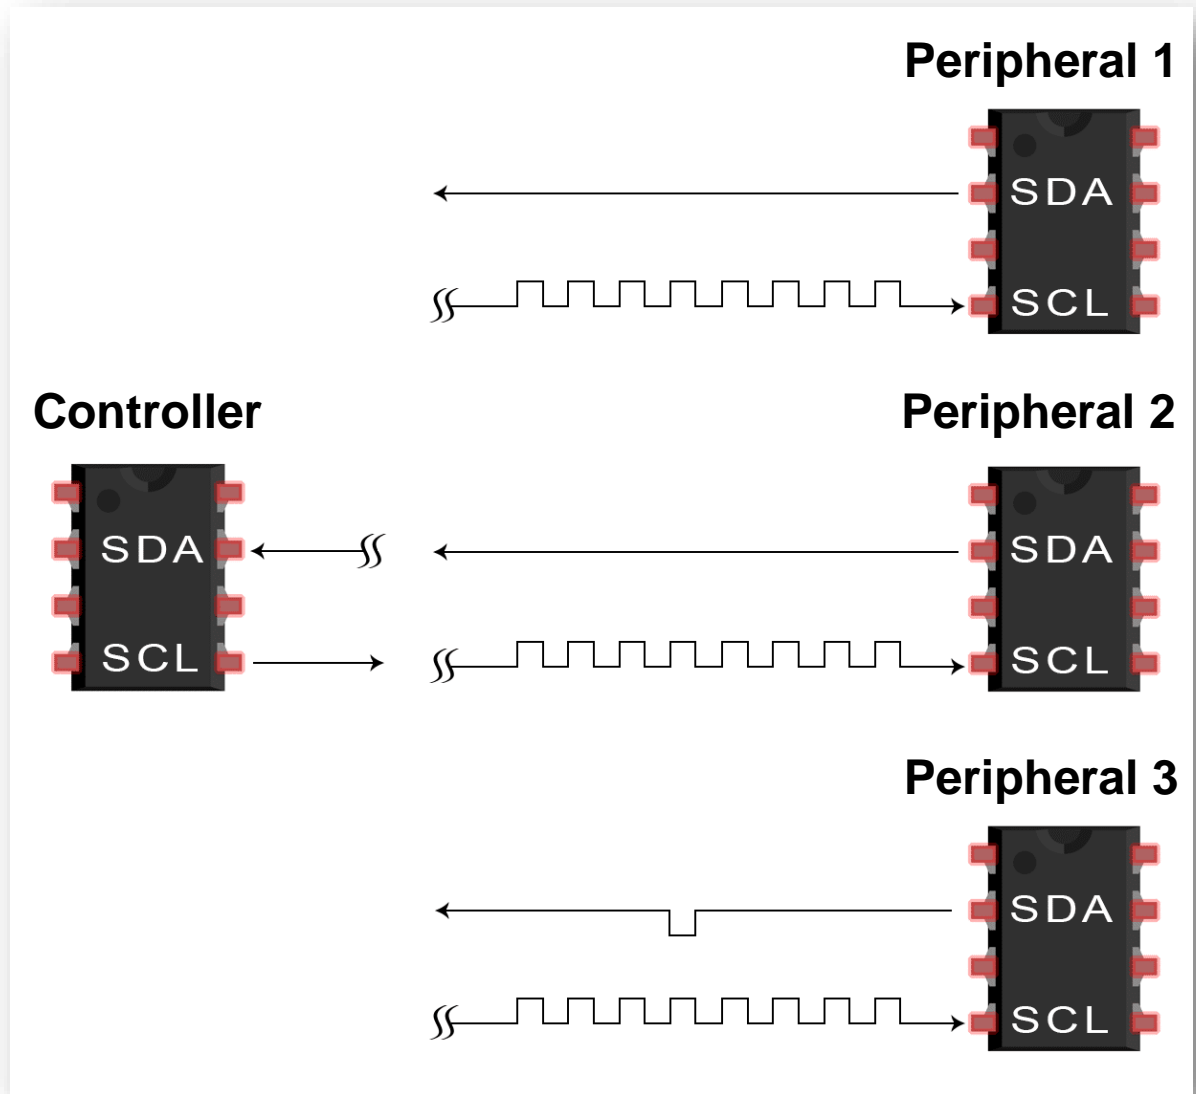 Peripheral 1
SDA
SCL
Controller
SDA
SCL
Peripheral 2
SDA
SCL
Peripheral 3
SDA
SCL